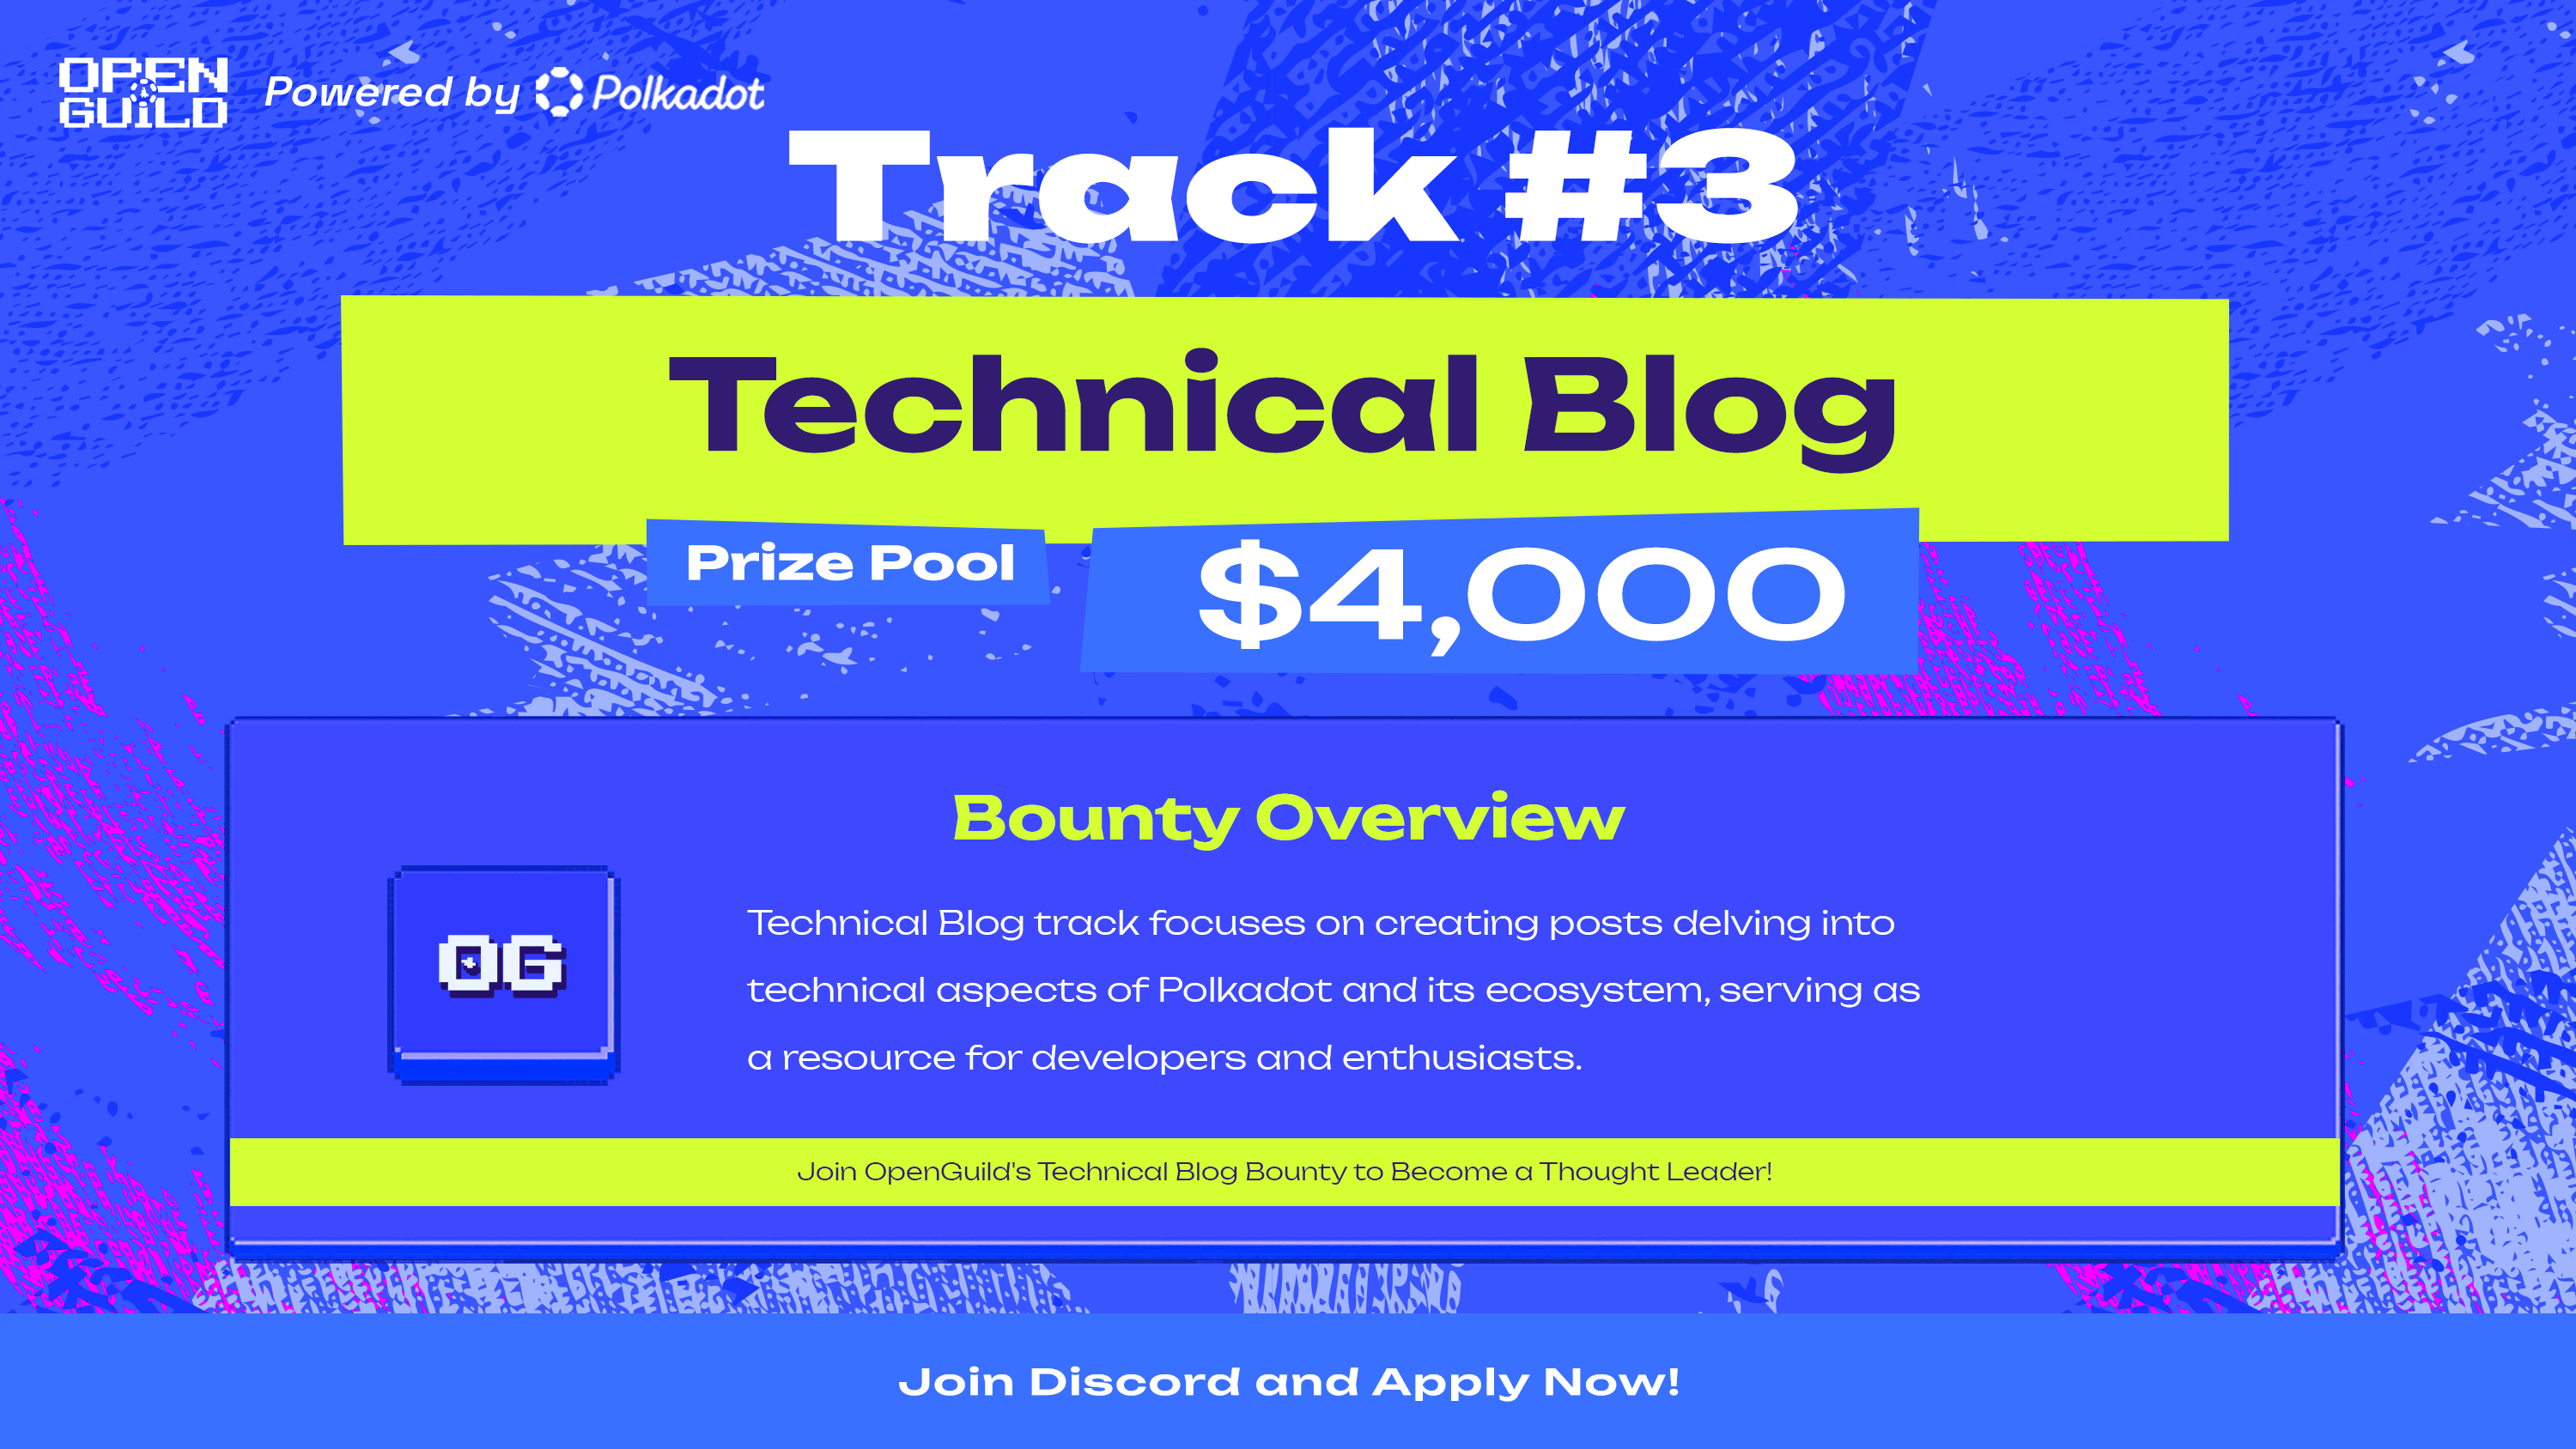 OPEN
GUILD
Powered by Polkadot
Track #3
Technical Blog
Prize Pool
$4,000
Bounty Overview
OG
Technical Blog track focuses on creating posts delving into
technical aspects of Polkadot and its ecosystem, serving as
a resource for developers and enthusiasts.
Join OpenGuild's Technical Blog Bounty to Become a Thought Leader!
Join Discord and Apply Now!